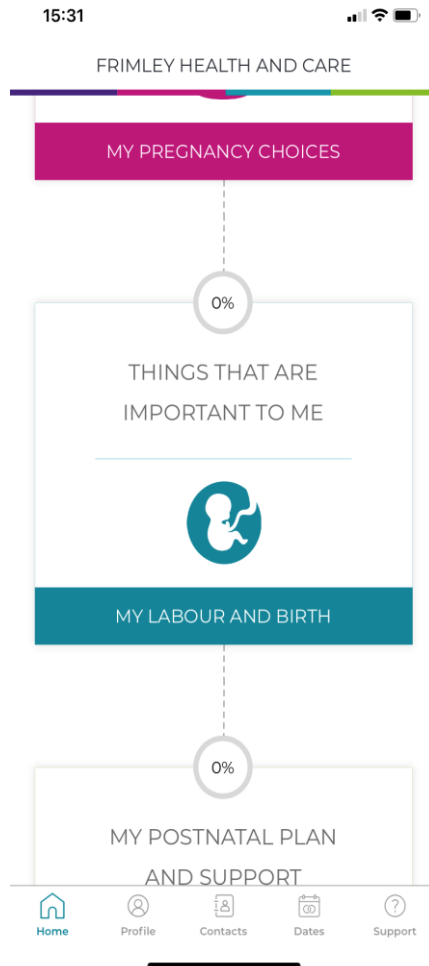 15:31
FRIMLEY HEALTH AND CARE
MY PREGNANCY CHOICES
0%
THINGS THAT ARE
IMPORTANT TO ME
MY LABOUR AND BIRTH
0%
MY POSTNATAL PLAN
AND SUPPORT
Home Profile Contacts Dates Support